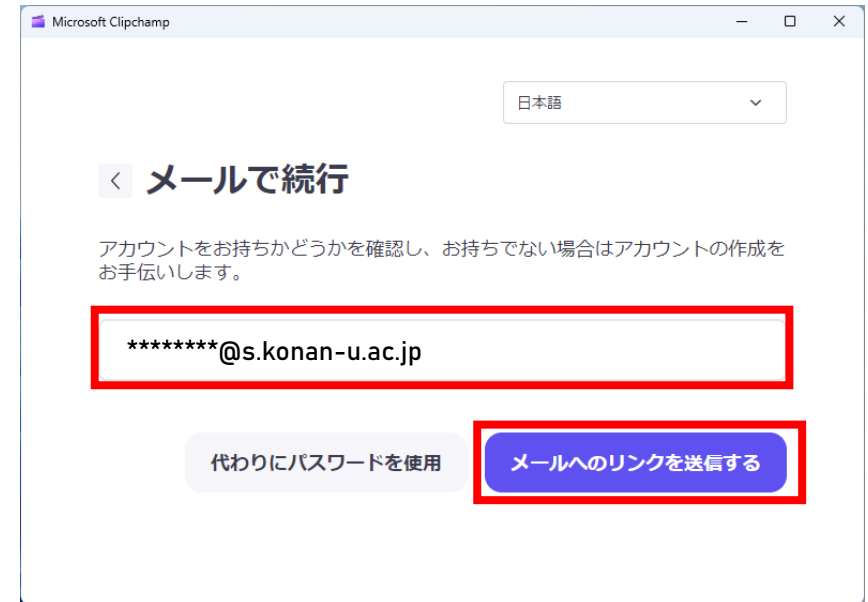 Microsoft Clipchamp
日本語
メールで続行
アカウントをお持ちかどうかを確認し、お持ちでない場合はアカウントの作成を
お手伝いします。
********@s.konan-u.ac.jp
代わりにパスワードを使用
メールへのリンクを送信する